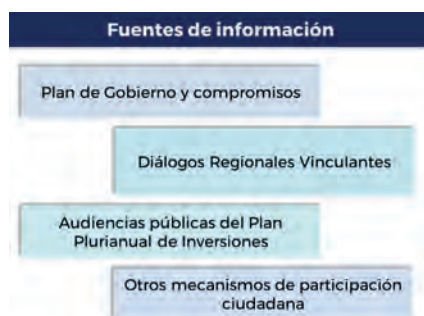 Fuentes de información
Plan de Gobierno y compromisos
Diálogos Regionales Vinculantes
Audiencias públicas del Plan
Plurianual de Inversiones
Otros mecanismos de participación
ciudadana